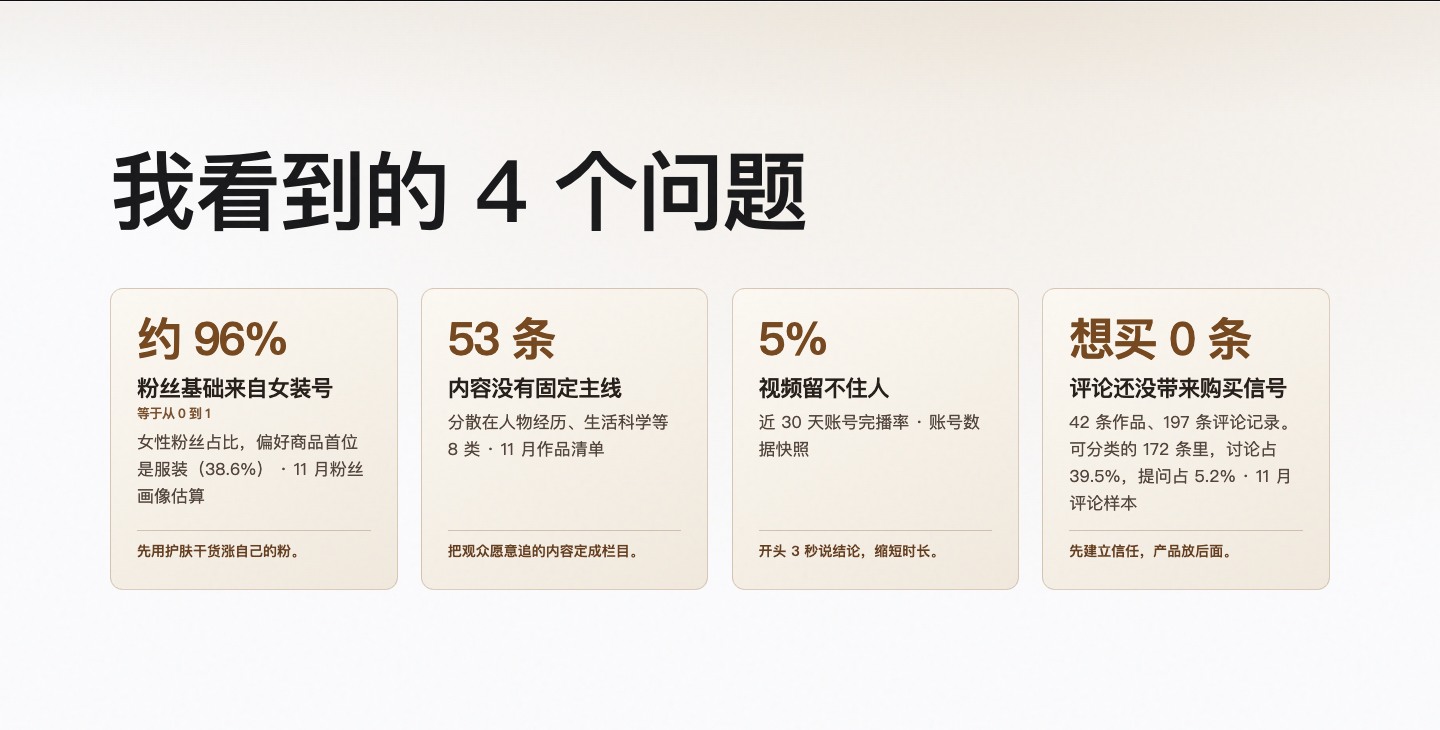 我看到的 4 个问题
约 96%
粉丝基础来自女装号
等于从 0 到 1
女性粉丝占比，偏好商品首位
是服装（38.6%） · 11 月粉丝
画像估算
先用护肤干货涨自己的粉。
53 条
内容没有固定主线
分散在人物经历、生活科学等
8 类 · 11 月作品清单
把观众愿意追的内容定成栏目。
5%
视频留不住人
近 30 天账号完播率 · 账号数
据快照
开头 3 秒说结论，缩短时长。
想买 0 条
评论还没带来购买信号
42 条作品、197 条评论记录。
可分类的 172 条里，讨论占
39.5%，提问占 5.2% · 11 月
评论样本
先建立信任，产品放后面。